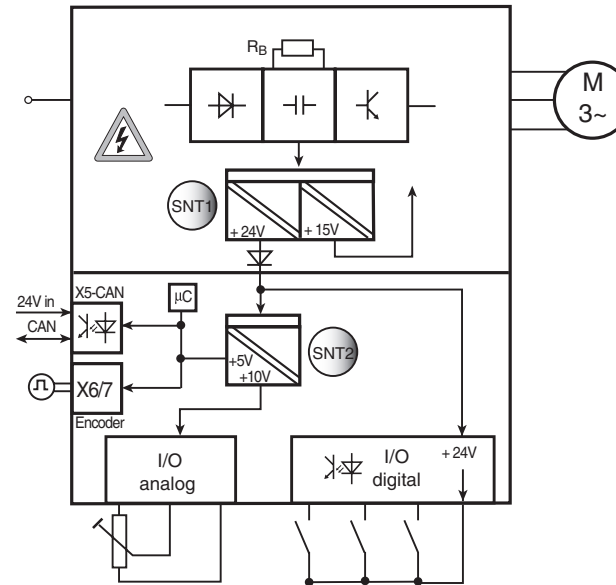 RB
M
3~
SNT1
+ 24V
+ 15V
X5-CAN
24V in
CAN
µC
SNT2
+5V
+10V
X6/7
Encoder
I/O
analog
I/O
digital
+ 24V